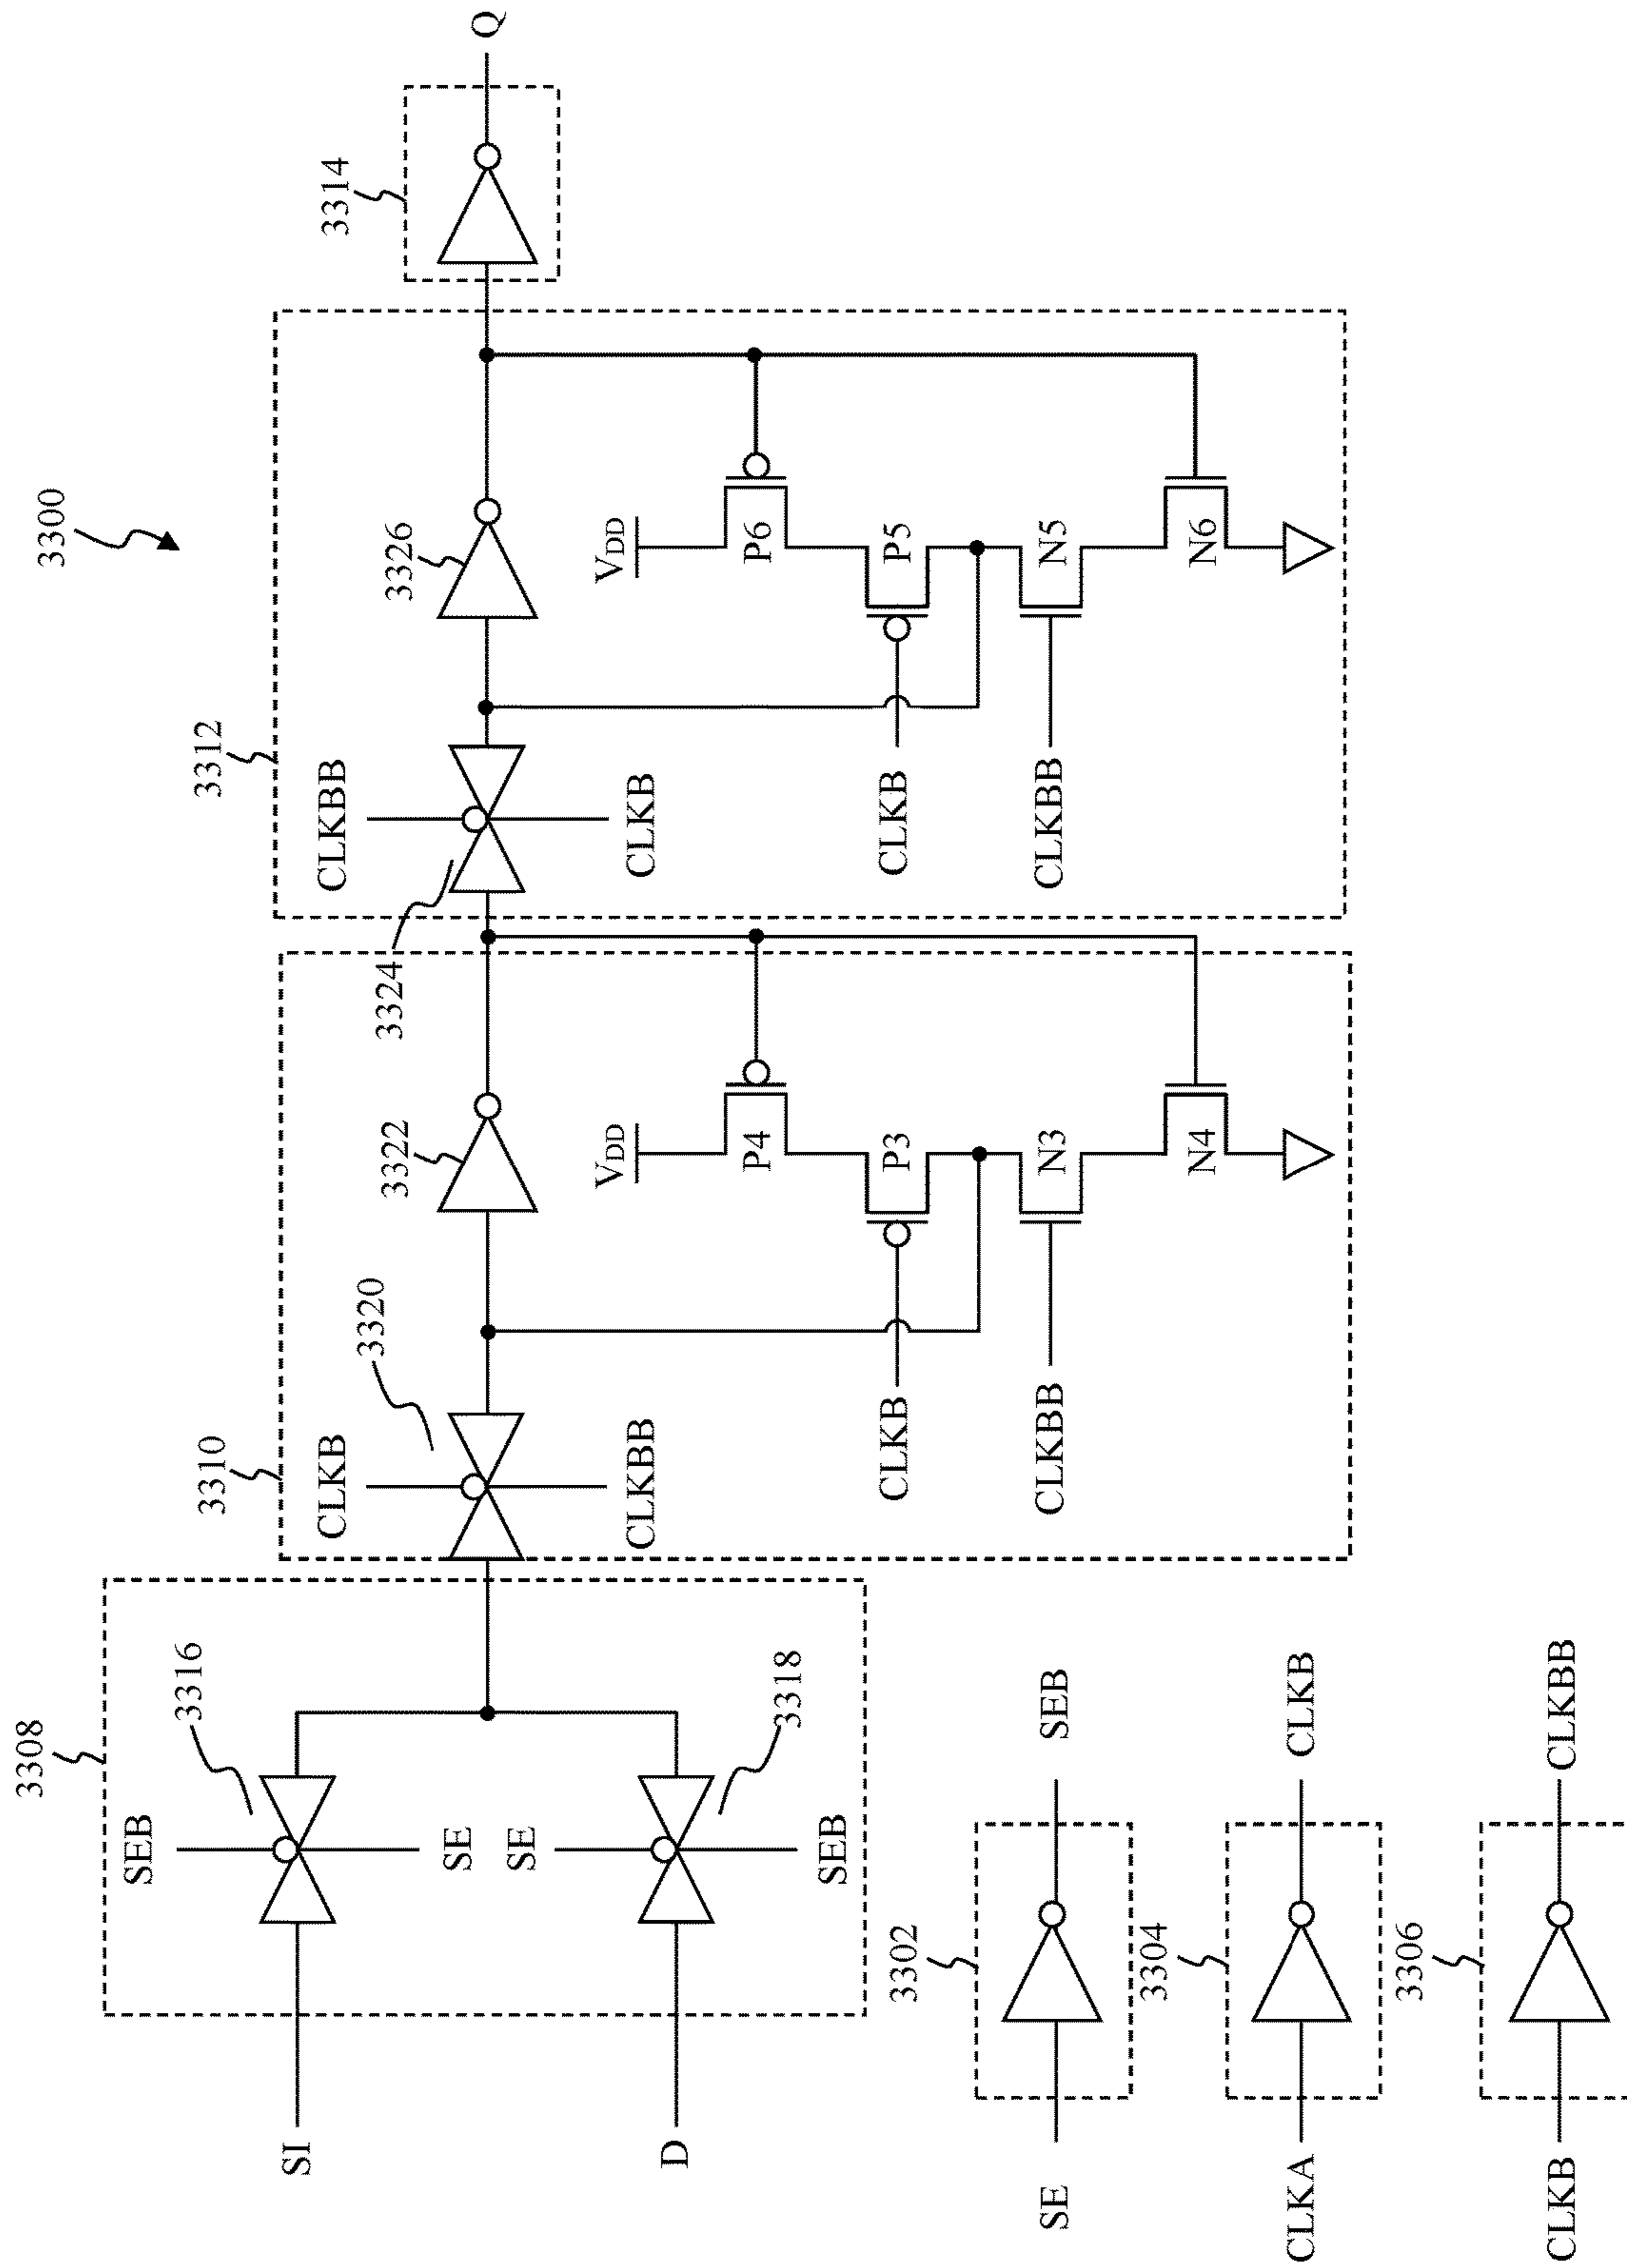 3300
3308
SI
SEB
3316
SE
D
SE
3318
SEB
3310
CLKB
3320
CLKBB
3322
VDD
P4
CLKB
P3
CLKBB
N3
N4
3312
CLKBB
3324
CLKB
3326
VDD
P6
CLKB
P5
CLKBB
N5
N6
3314
Q
SE
3302
SEB
CLKA
3304
CLKB
CLKB
3306
CLKBB